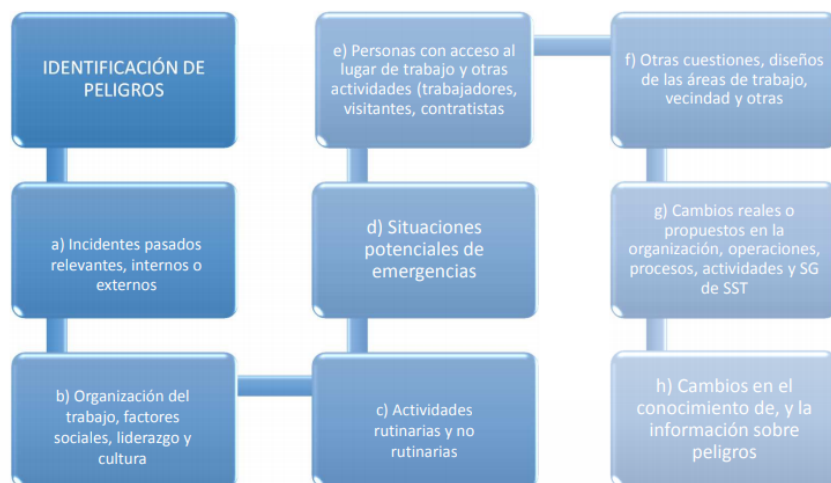 IDENTIFICACIÓN DE
PELIGROS
a) Incidentes pasados
relevantes, internos o
externos
b) Organización del
trabajo, factores
sociales, liderazgo y
cultura
c) Actividades
rutinarias y no
rutinarias
d) Situaciones
potenciales de
emergencias
e) Personas con acceso al
lugar de trabajo y otras
actividades (trabajadores,
visitantes, contratistas
f) Otras cuestiones, diseños
de las áreas de trabajo,
vecindad y otras
g) Cambios reales o
propuestos en la
organización, operaciones,
procesos, actividades y SG
de SST
h) Cambios en el
conocimiento de, y la
información sobre
peligros